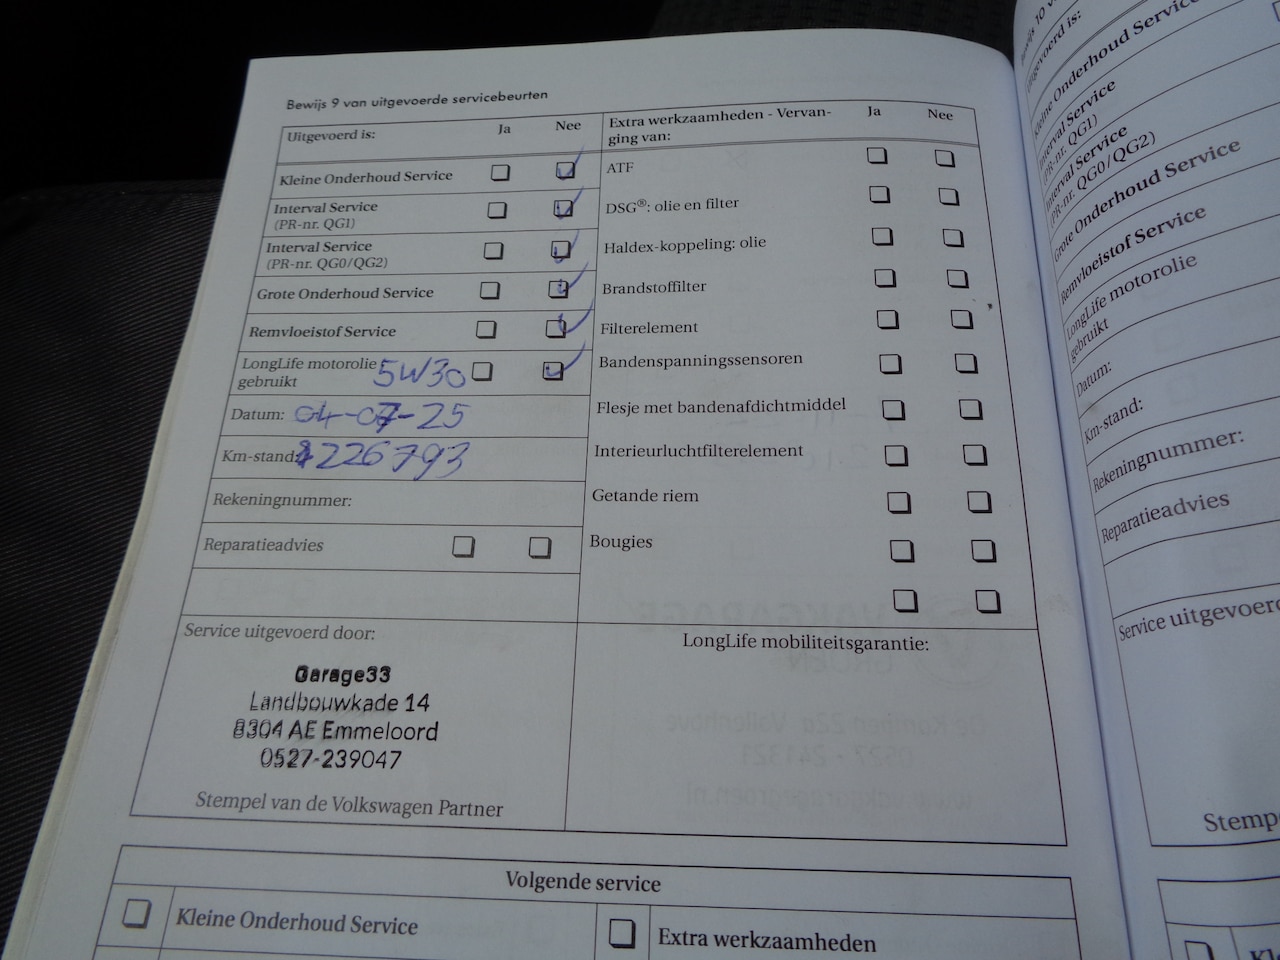 Bewijs 9 van uitgevoerde servicebeurten
Uitgevoerd is: Ja Nee
Kleine Onderhoud Service
Interval Service
(PR-nr. QG1)
Interval Service
(PR-nr. QG0/QG2)
Grote Onderhoud Service
Remvloeistof Service
LongLife motorolie 5W30
gebruikt
Datum: 04-07-25
Km-stand: 226793
Rekeningnummer:
Reparatieadvies
Extra werkzaamheden - Vervan- Ja Nee
ging van:
ATF
DSG®: olie en filter
Haldex-koppeling: olie
Brandstoffilter
Filterelement
Bandenspanningssensoren
Flesje met bandenafdichtmiddel
Interieurluchtfilterelement
Getande riem
Bougies
Service uitgevoerd door:
Garage33
Landbouwkade 14
8304 AE Emmeloord
0527-239047
Stempel van de Volkswagen Partner
LongLife mobiliteitsgarantie:
Volgende service
Kleine Onderhoud Service
Extra werkzaamheden
Kleine Onderhoud Service
Interval Service
(PR-nr. QG1)
Interval Service
(PR-nr. QG0/QG2)
Grote Onderhoud Service
Remvloeistof Service
LongLife motorolie
gebruikt
Datum:
Km-stand:
Rekeningnummer:
Reparatieadvies
Service uitgevoerd
Stemp